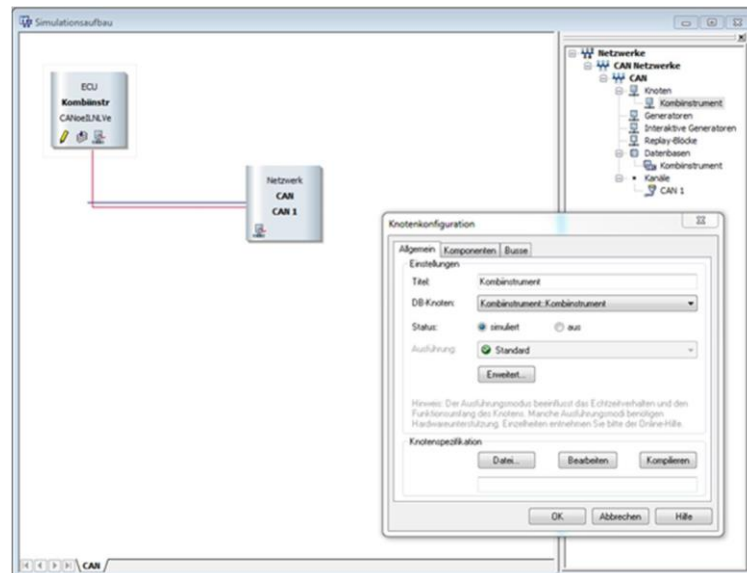 Simulationsaufbau
ECU
Kombiinstr
CANoeILNLVe
Netzwerk
CAN
CAN 1
CAN
Netzwerke
CAN Netzwerke
CAN
Knoten
Kombiinstrument
Generatoren
Interaktive Generatoren
Replay-Blöcke
Datenbasen
Kombiinstrument
Kanäle
CAN 1
Knotenkonfiguration
Allgemein Komponenten Busse
Einstellungen
Titel: Kombiinstrument
DB-Knoten: Kombiinstrument::Kombiinstrument
Status: simuliert aus
Ausführung: Standard
Erweitert...
Hinweis: Der Ausführungsmodus beeinflusst das Echtzeitverhalten und den
Funktionsumfang des Knotens. Manche Ausführungsmodi benötigen
Hardwareunterstützung. Einzelheiten entnehmen Sie bitte der Online-Hilfe.
Knotenspezifikation
Datei... Bearbeiten Kompilieren
OK Abbrechen Hilfe